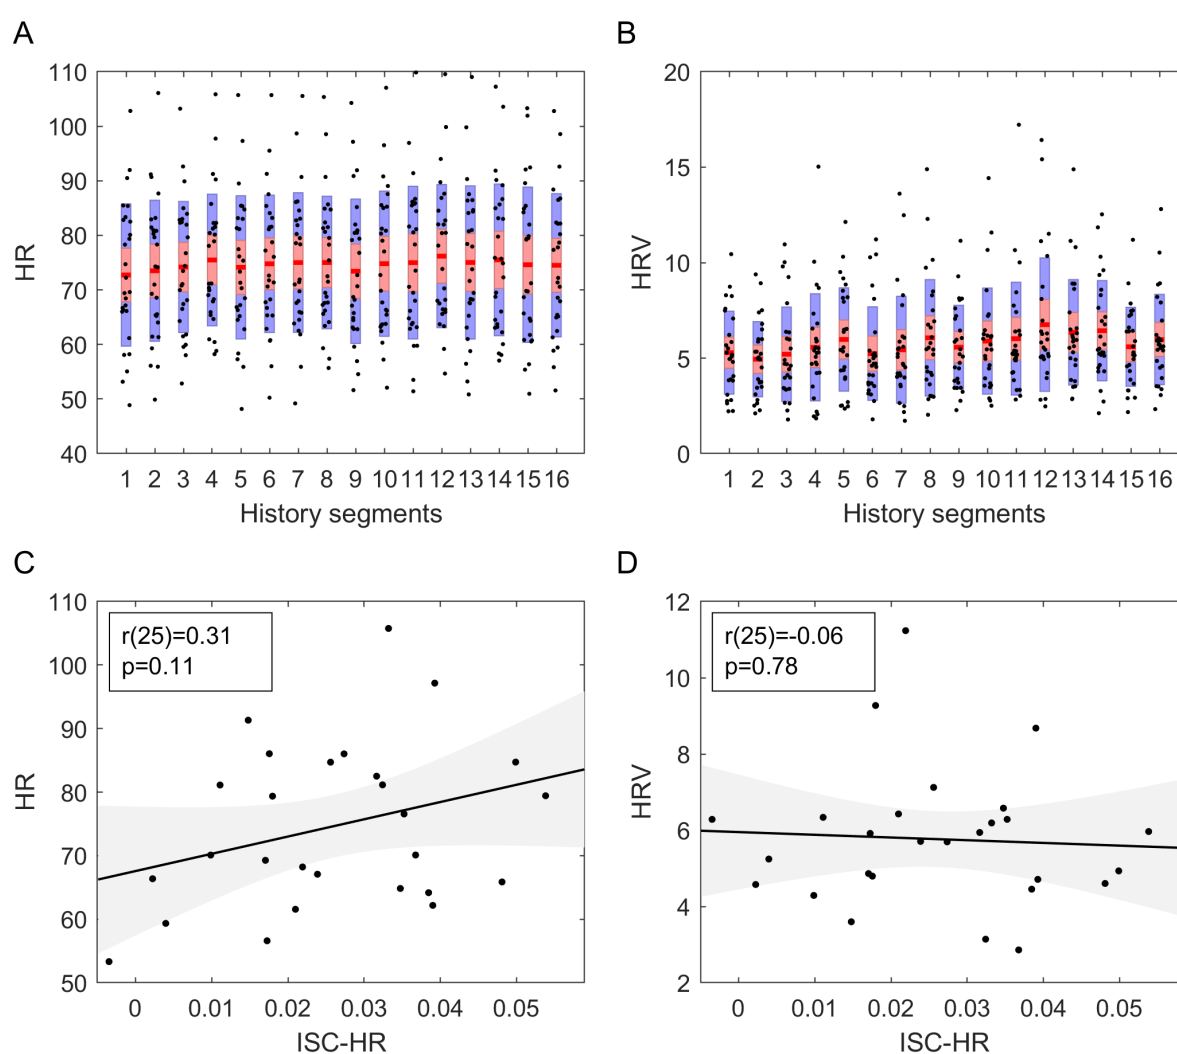 A
B
110
100
90
80
70
60
50
40
HR
1 2 3 4 5 6 7 8 9 10 11 12 13 14 15 16
History segments
20
15
10
5
0
HRV
1 2 3 4 5 6 7 8 9 10 11 12 13 14 15 16
History segments
C
D
r(25)=0.31
p=0.11
110
100
90
80
70
60
50
HR
0 0.01 0.02 0.03 0.04 0.05
ISC-HR
r(25)=-0.06
p=0.78
12
10
8
6
4
2
HRV
0 0.01 0.02 0.03 0.04 0.05
ISC-HR